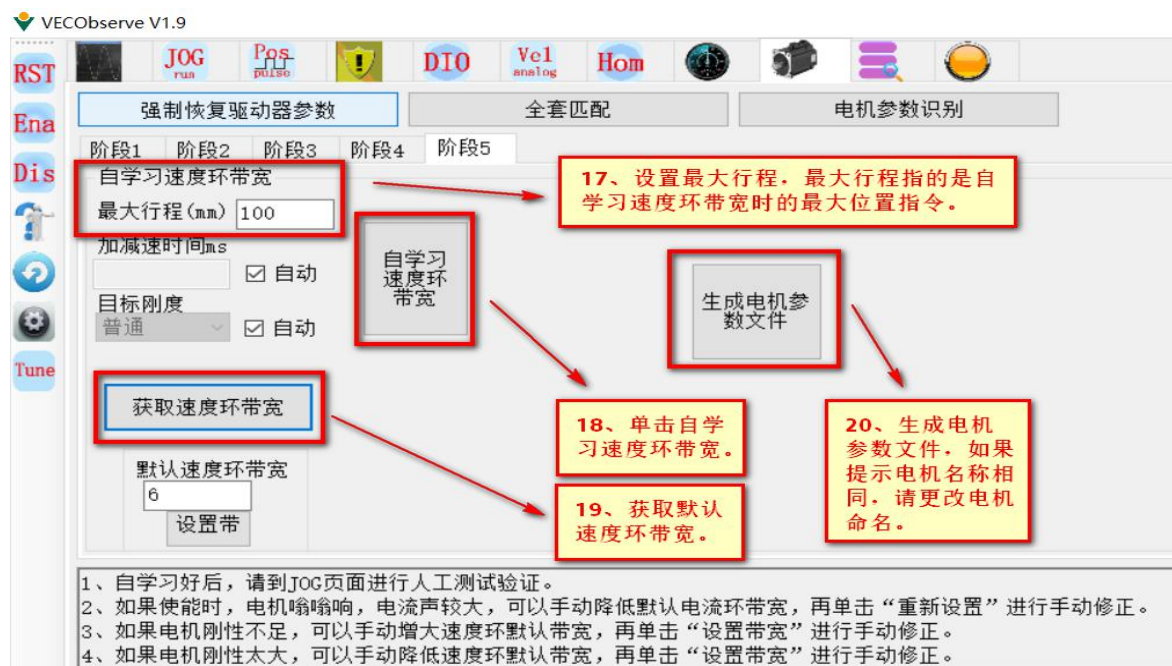 VECObserve V1.9
RST
JOG
run
Pos
pulse
DIO
Vel
analog
Hom
Ena
强制恢复驱动器参数
全套匹配
电机参数识别
阶段1
阶段2
阶段3
阶段4
阶段5
Dis
自学习速度环带宽
最大行程(mm) 100
17、设置最大行程，最大行程指的是自
学习速度环带宽时的最大位置指令。
加减速时间ms
自动
目标刚度
普通
自动
自学习
速度环
带宽
生成电机参
数文件
Tune
获取速度环带宽
18、单击自学
习速度环带宽。
20、生成电机
参数文件，如果
提示电机名称相
同，请更改电机
命名。
默认速度环带宽
6
设置带
19、获取默认
速度环带宽。
1、自学习好后，请到JOG页面进行人工测试验证。
2、如果使能时，电机嗡嗡响，电流声较大，可以手动降低默认电流环带宽，再单击“重新设置”进行手动修正。
3、如果电机刚性不足，可以手动增大速度环默认带宽，再单击“设置带宽”进行手动修正。
4、如果电机刚性太大，可以手动降低速度环默认带宽，再单击“设置带宽”进行手动修正。